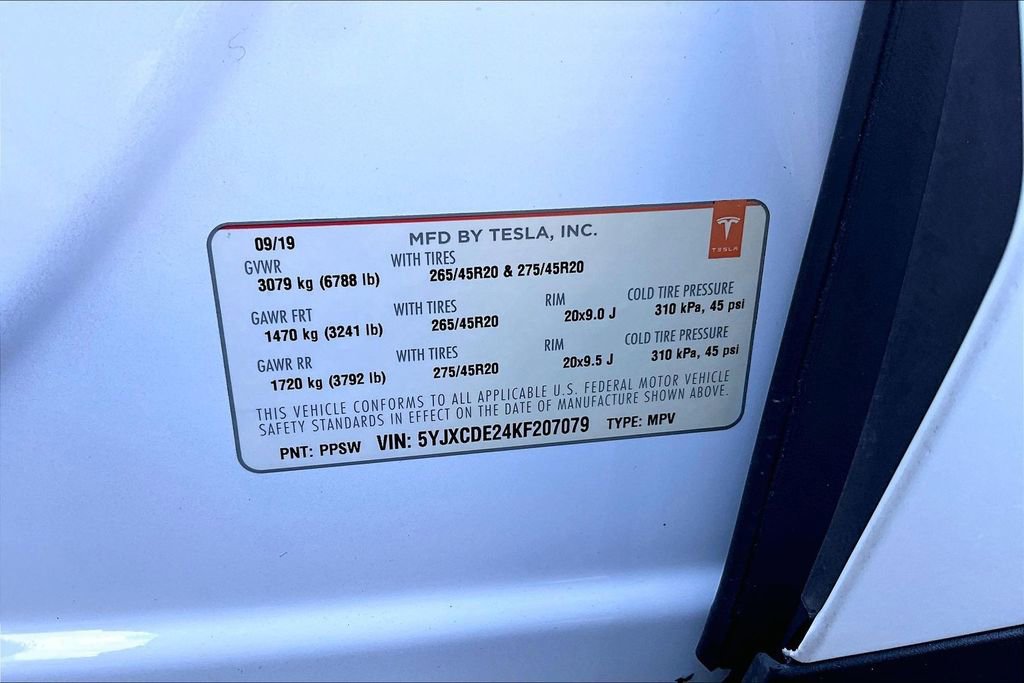 09/19 MFD BY TESLA, INC.
TESLA
GVWR WITH TIRES
3079 kg (6788 lb) 265/45R20 & 275/45R20
GAWR FRT WITH TIRES RIM COLD TIRE PRESSURE
1470 kg (3241 lb) 265/45R20 20x9.0 J 310 kPa, 45 psi
GAWR RR WITH TIRES RIM COLD TIRE PRESSURE
1720 kg (3792 lb) 275/45R20 20x9.5 J 310 kPa, 45 psi
THIS VEHICLE CONFORMS TO ALL APPLICABLE U.S. FEDERAL MOTOR VEHICLE
SAFETY STANDARDS IN EFFECT ON THE DATE OF MANUFACTURE SHOWN ABOVE.
PNT: PPSW VIN: 5YJXCDE24KF207079 TYPE: MPV